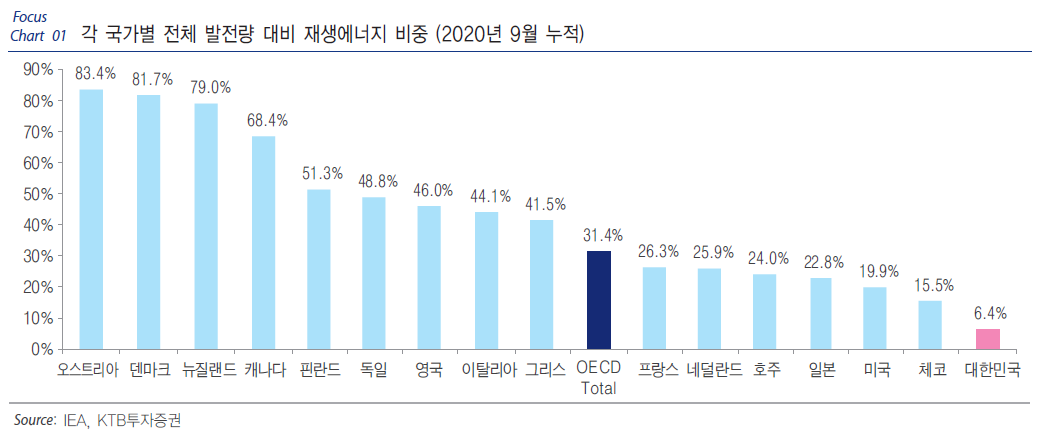 Focus
Chart 01 각 국가별 전체 발전량 대비 재생에너지 비중 (2020년 9월 누적)
90%
80%
70%
60%
50%
40%
30%
20%
10%
0%
83.4% 81.7% 79.0% 68.4% 51.3% 48.8% 46.0% 44.1% 41.5% 31.4% 26.3% 25.9% 24.0% 22.8% 19.9% 15.5% 6.4%
오스트리아 덴마크 뉴질랜드 캐나다 핀란드 독일 영국 이탈리아 그리스 OECD 프랑스 네덜란드 호주 일본 미국 체코 대한민국
Total
Source: IEA, KTB투자증권